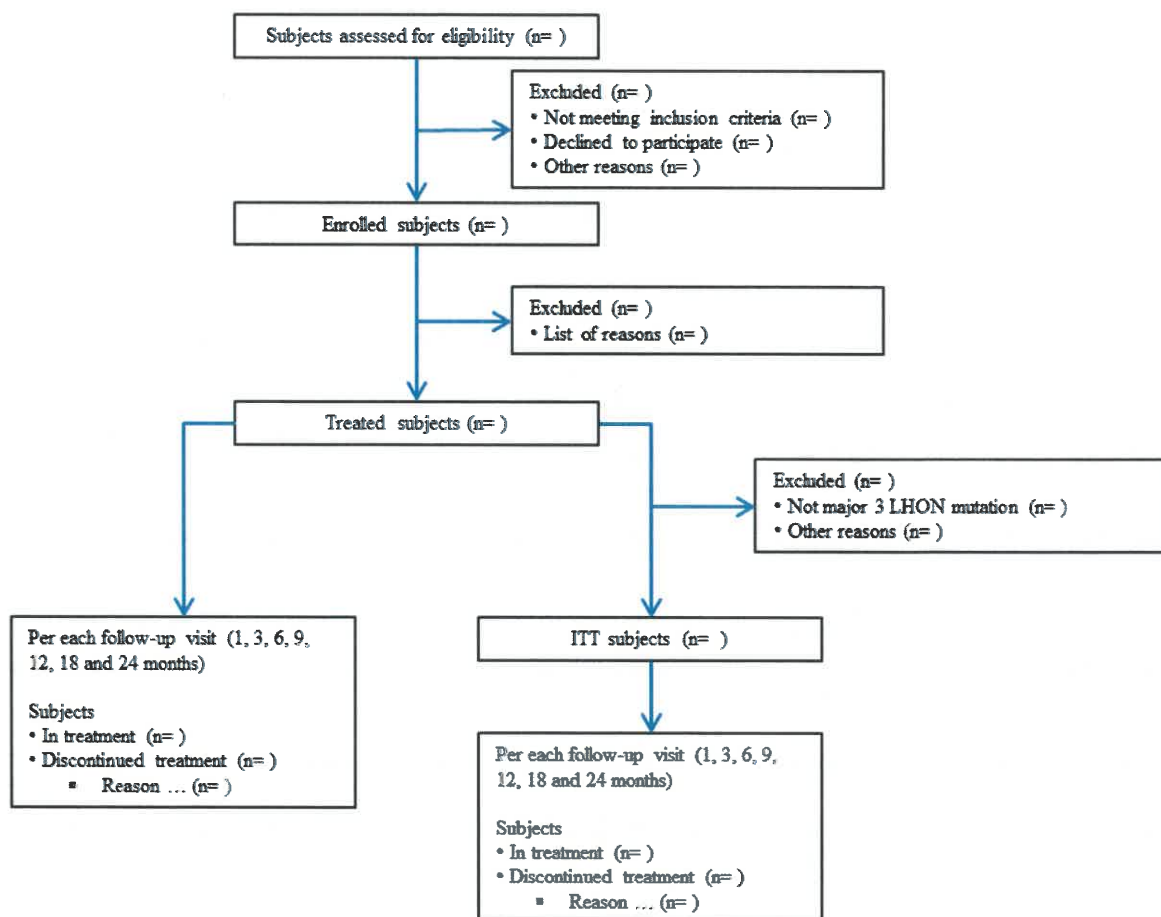 Subjects assessed for eligibility (n= )
Excluded (n= )
• Not meeting inclusion criteria (n= )
• Declined to participate (n= )
• Other reasons (n= )
Enrolled subjects (n= )
Excluded (n= )
• List of reasons (n= )
Treated subjects (n= )
Excluded (n= )
• Not major 3 LHON mutation (n= )
• Other reasons (n= )
Per each follow-up visit (1, 3, 6, 9,
12, 18 and 24 months)
Subjects
• In treatment (n= )
• Discontinued treatment (n= )
▪ Reason … (n= )
ITT subjects (n= )
Per each follow-up visit (1, 3, 6, 9,
12, 18 and 24 months)
Subjects
• In treatment (n= )
• Discontinued treatment (n= )
▪ Reason … (n= )